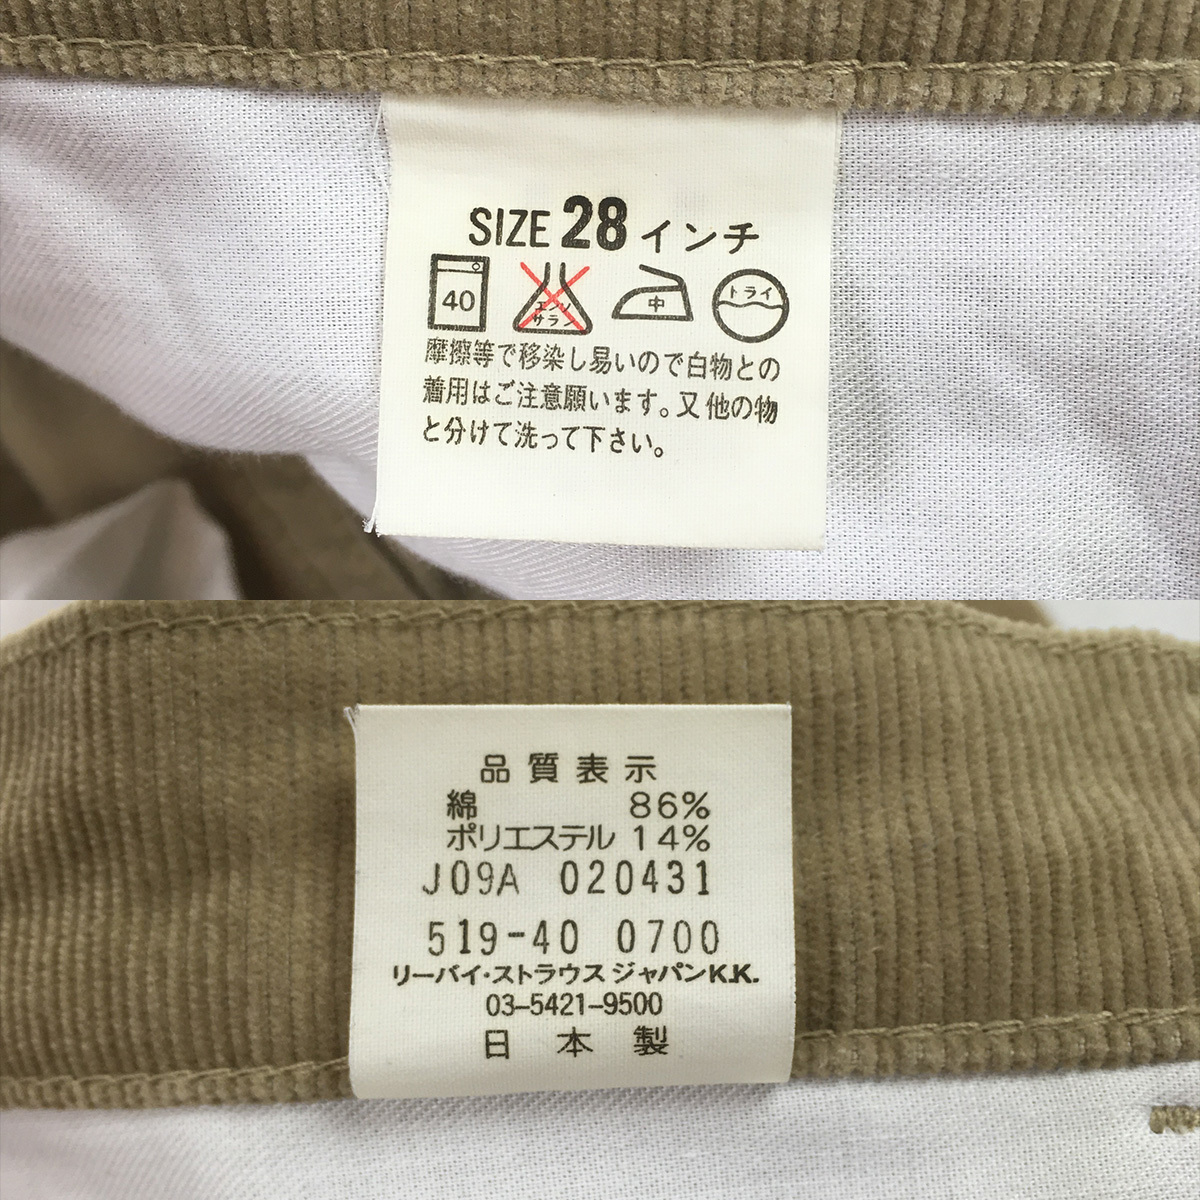 SIZE 28 インチ
40 エンソ サラシ 中 ドライ
摩擦等で移染し易いので白物との
着用はご注意願います。又他の物
と分けて洗って下さい。
品質表示
綿 86%
ポリエステル 14%
J09A 020431
519-40 0700
リーバイ・ストラウス ジャパンK.K.
03-5421-9500
日本製